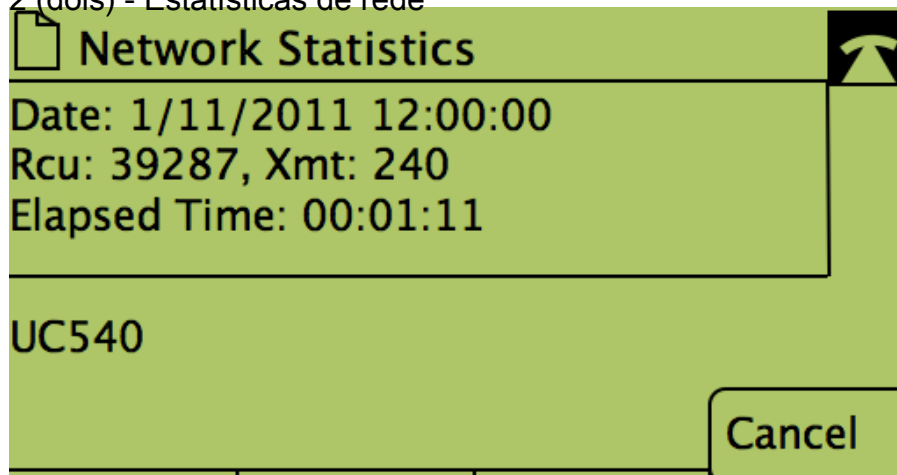 2 (dois) - Estatísticas de rede
Network Statistics
Date: 1/11/2011 12:00:00
Rcu: 39287, Xmt: 240
Elapsed Time: 00:01:11
UC540
Cancel